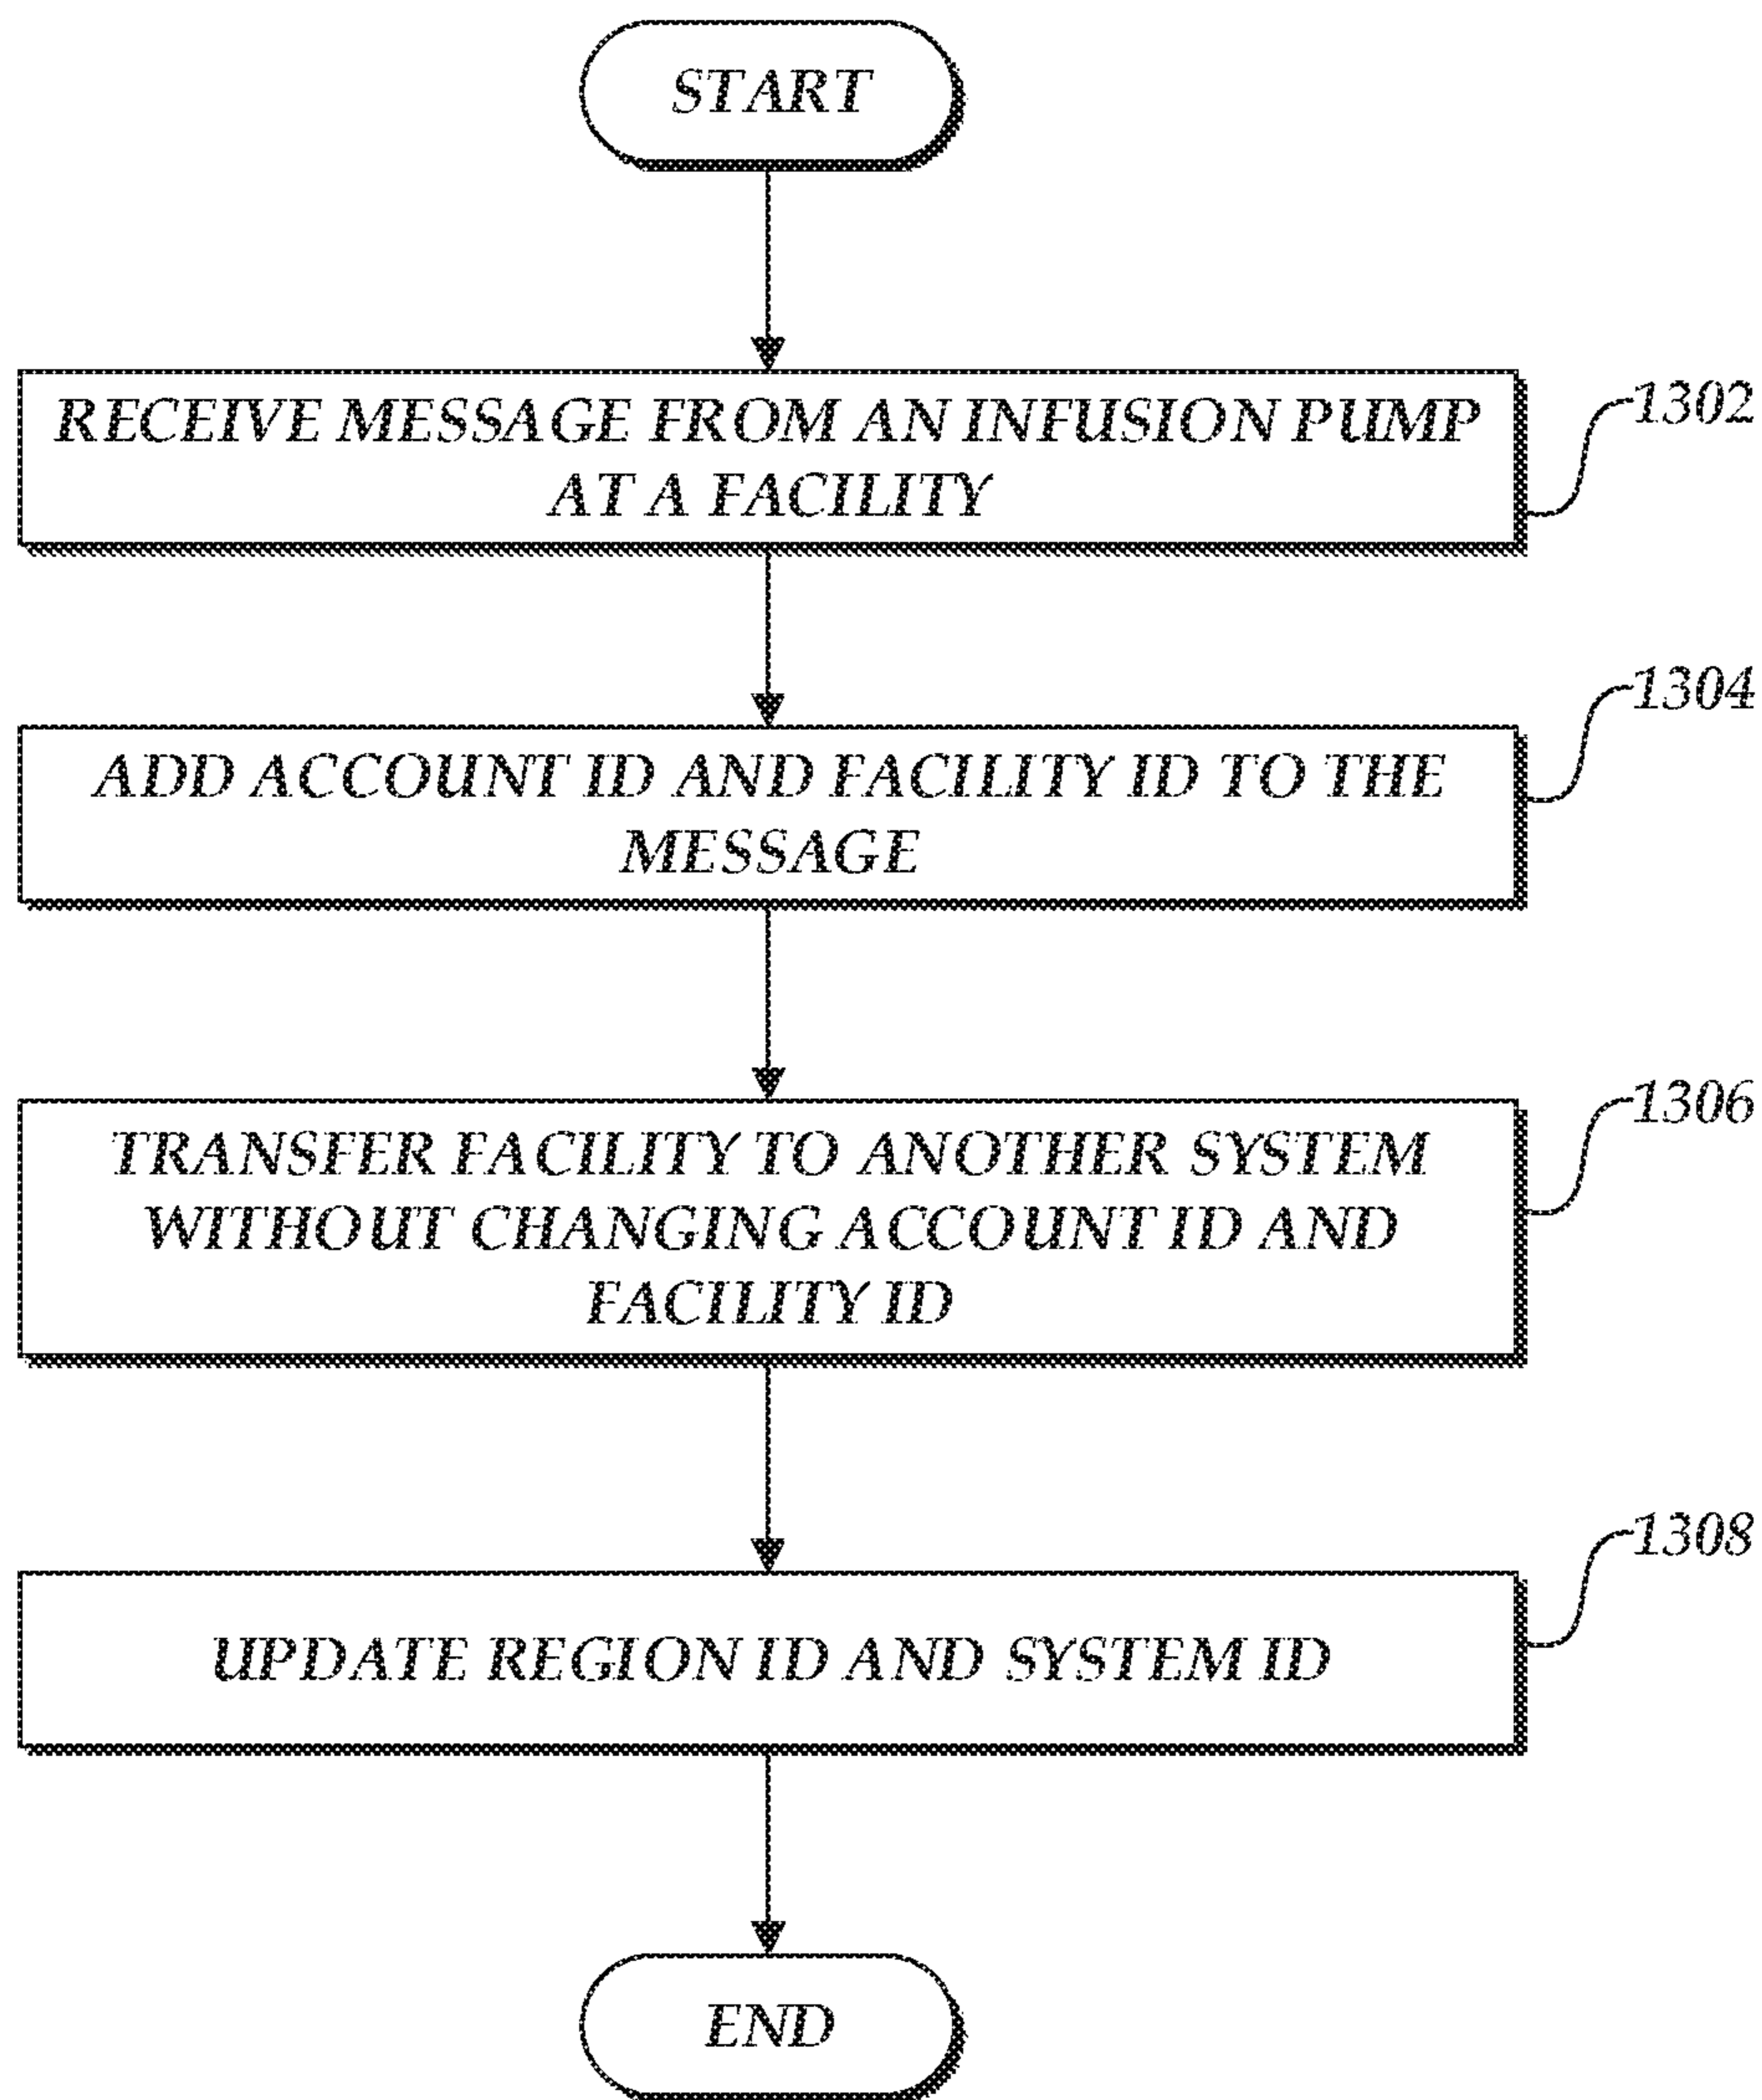 START
RECEIVE MESSAGE FROM AN INFUSION PUMP
AT A FACILITY
1302
ADD ACCOUNT ID AND FACILITY ID TO THE
MESSAGE
1304
TRANSFER FACILITY TO ANOTHER SYSTEM
WITHOUT CHANGING ACCOUNT ID AND
FACILITY ID
1306
UPDATE REGION ID AND SYSTEM ID
1308
END